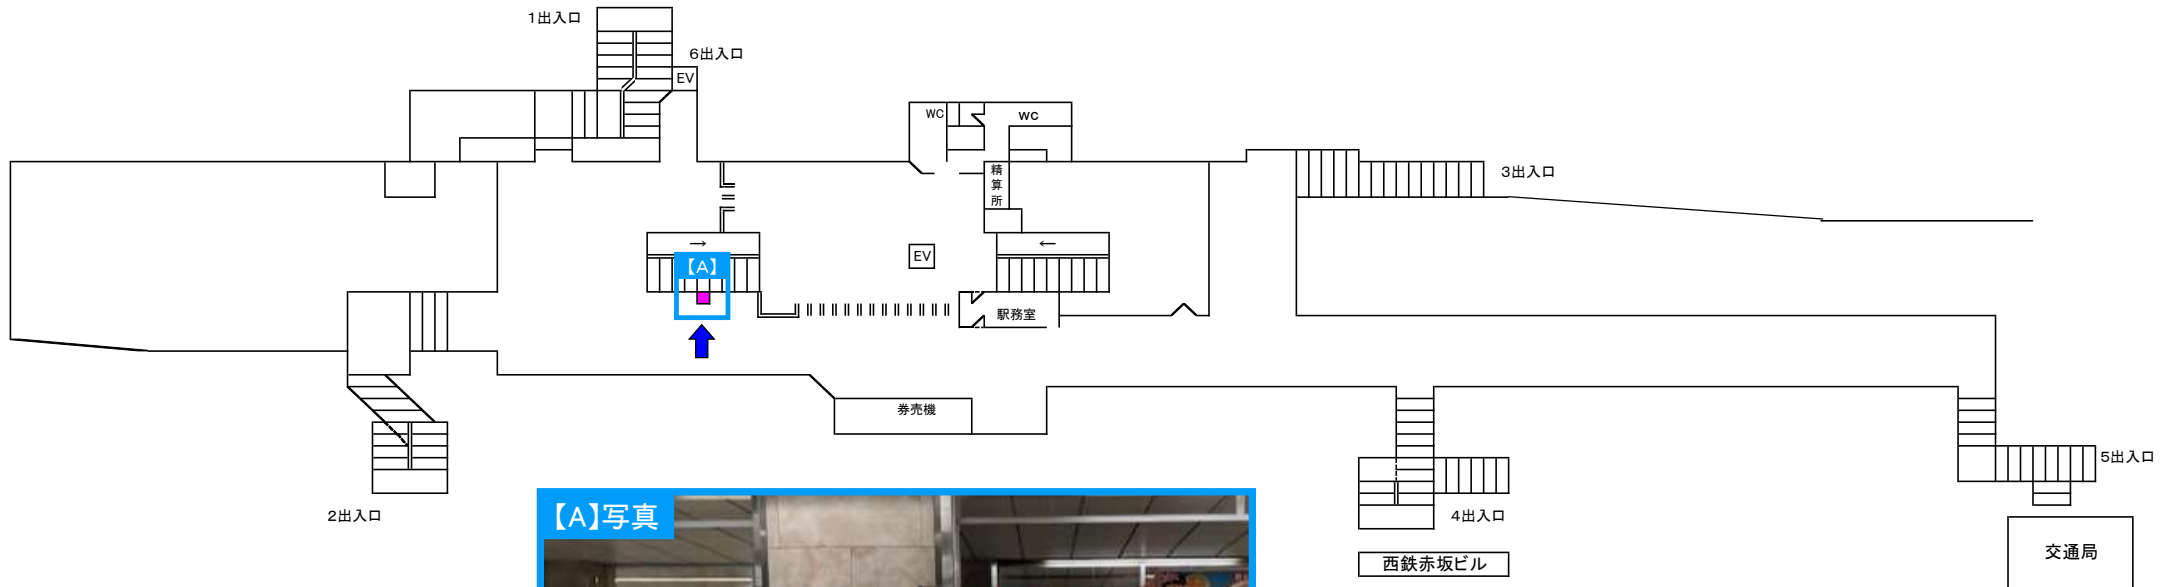 1出入口
6出入口
EV
WC
WC
精算所
3出入口
→
←
【A】
EV
駅務室
券売機
5出入口
2出入口
4出入口
【A】写真
交通局
西鉄赤坂ビル